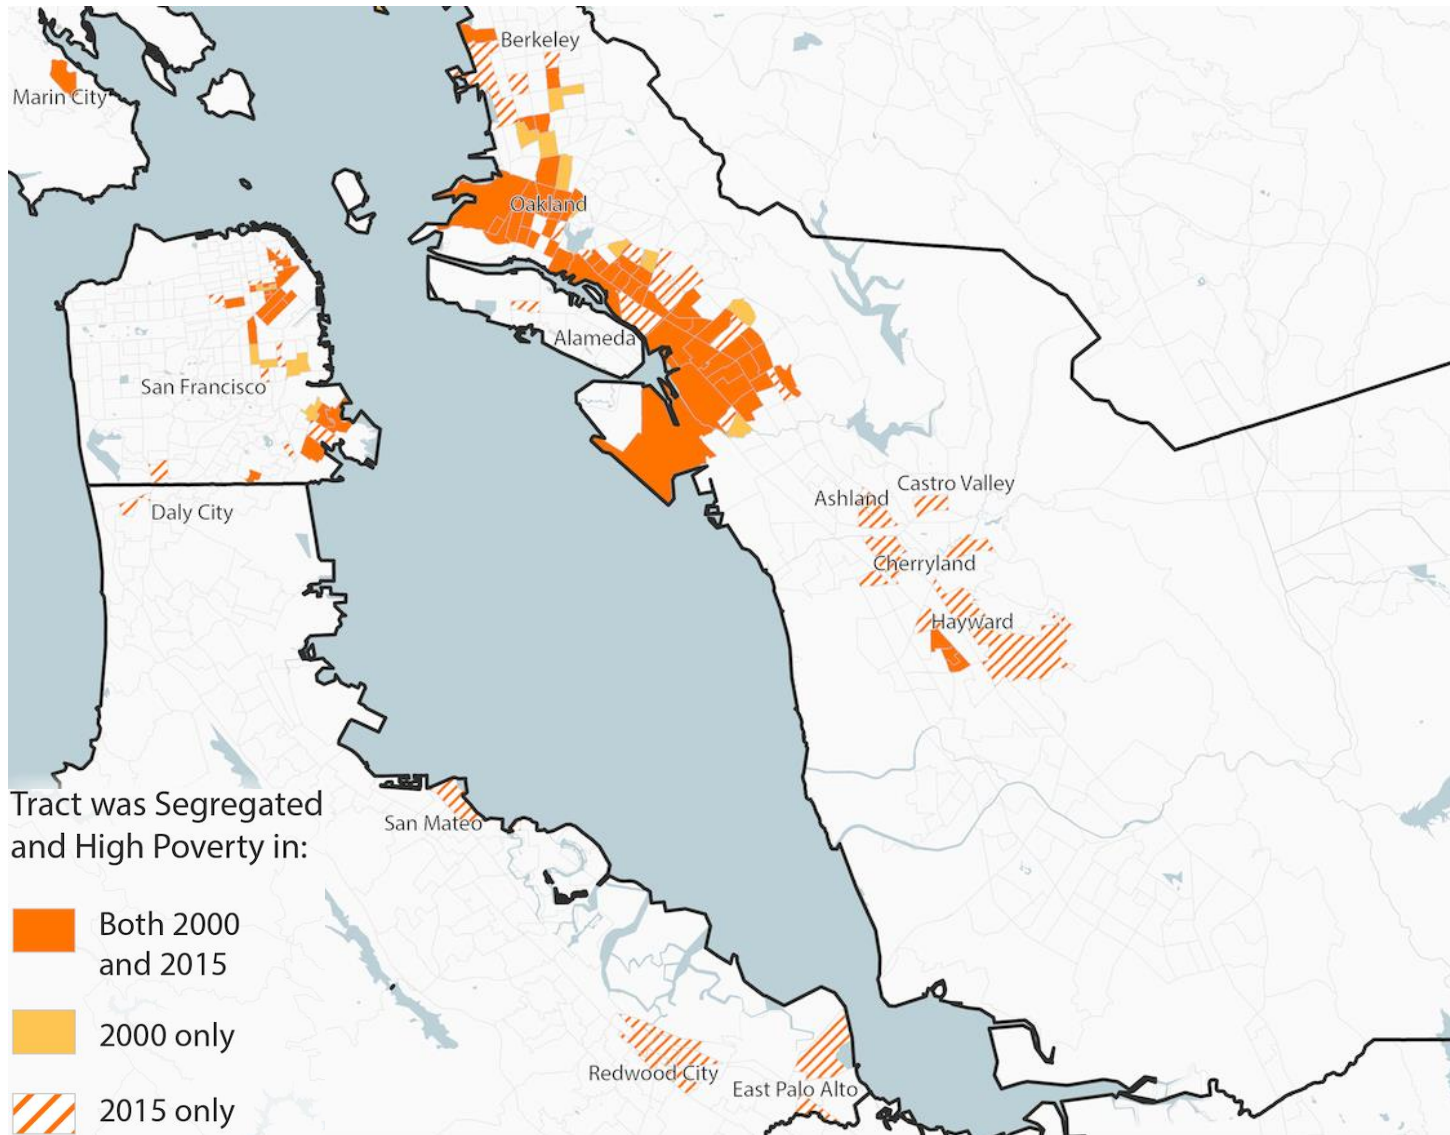 Berkeley
Marin City
Oakland
Alameda
San Francisco
Castro Valley
Ashland
Daly City
Cherryland
Hayward
Tract was Segregated
and High Poverty in:
San Mateo
Both 2000
and 2015
2000 only
Redwood City
East Palo Alto
2015 only